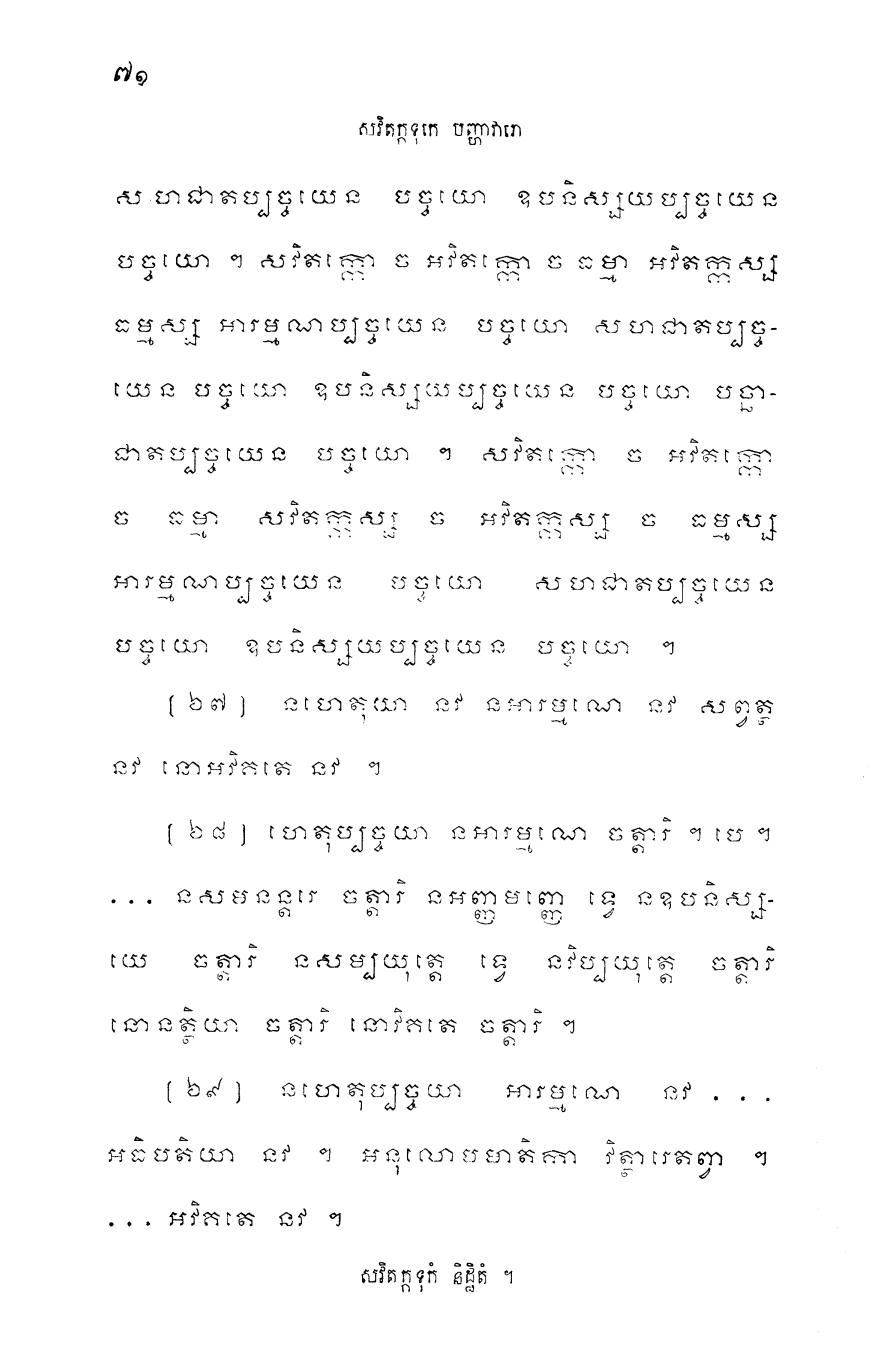 ៧១
សវិតក្កទុកេ បញ្ហាវារោ
សហជាតប្បច្ចយេន បច្ចយោ ឧបនិស្សយប្បច្ចយេន
បច្ចយោ ។ សវិតក្កោ ច អវិតក្កោ ច ធម្មា អវិតក្កស្ស
ធម្មស្ស អារម្មណប្បច្ចយេន បច្ចយោ សហជាតប្បច្ច-
យេន បច្ចយោ ឧបនិស្សយប្បច្ចយេន បច្ចយោ បច្ឆា-
ជាតប្បច្ចយេន បច្ចយោ ។ សវិតក្កោ ច អវិតក្កោ
ច ធម្មា សវិតក្កស្ស ច អវិតក្កស្ស ច ធម្មស្ស
អារម្មណប្បច្ចយេន បច្ចយោ សហជាតប្បច្ចយេន
បច្ចយោ ឧបនិស្សយប្បច្ចយេន បច្ចយោ ។
[៦៧] នហេតុយា នវ នអារម្មណេ នវ សព្វត្ថ
នវ នោអវិគតេ នវ ។
[៦៨] ហេតុប្បច្ចយា នអារម្មណេ ចត្តារិ ។បេ។
... នសមនន្តរេ ចត្តារិ នអញ្ញមញ្ញេ ទ្វេ នឧបនិស្ស-
យេ ចត្តារិ នសម្បយុត្តេ ទ្វេ នវិប្បយុត្តេ ចត្តារិ
នោនត្ថិយា ចត្តារិ នោវិគតេ ចត្តារិ ។
[៦៩] នហេតុប្បច្ចយា អារម្មណេ នវ ...
អធិបតិយា នវ ។ អនុលោមមាតិកា វិត្ថារេតព្វា ។
... អវិគតេ នវ ។
សវិតក្កទុកំ និដ្ឋិតំ ។